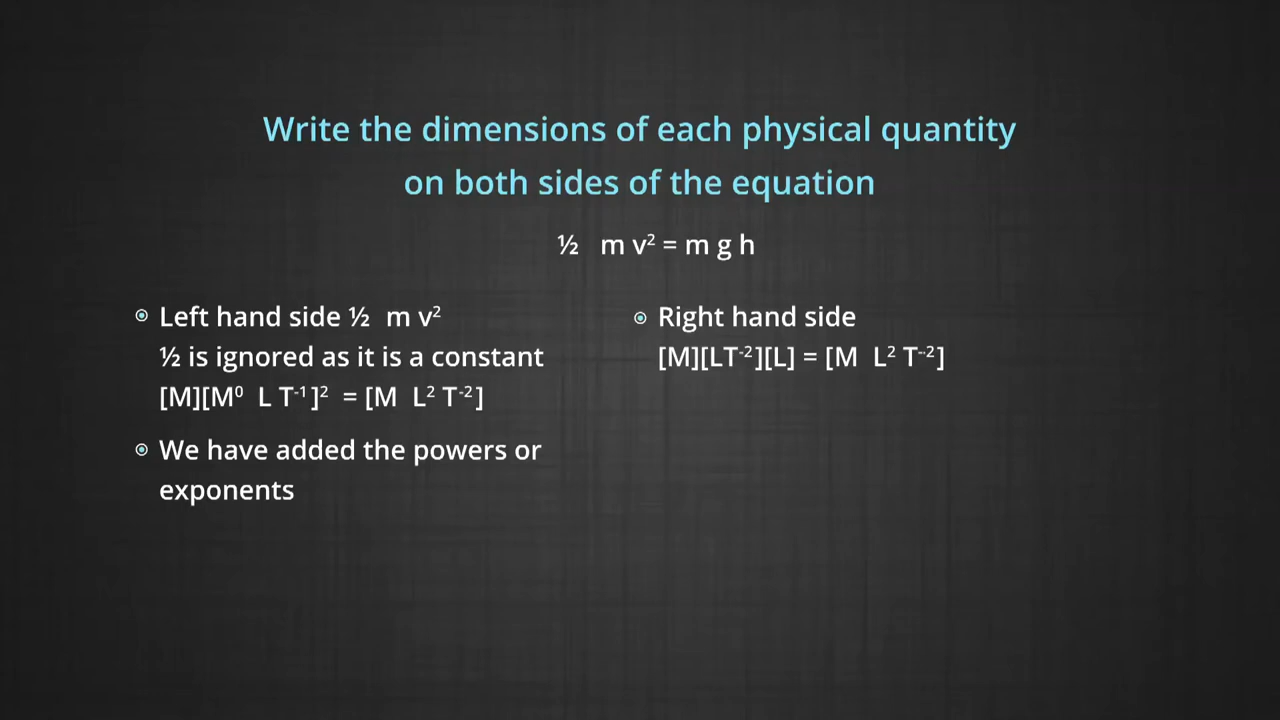 Write the dimensions of each physical quantity
on both sides of the equation
½ m v² = m g h
Left hand side ½ m v²
½ is ignored as it is a constant
[M][M⁰ L T⁻¹]² = [M L² T⁻²]
We have added the powers or
exponents
Right hand side
[M][LT⁻²][L] = [M L² T⁻²]